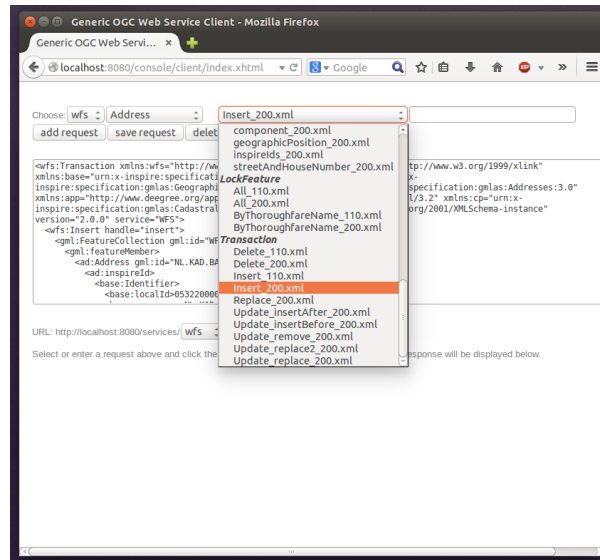 Generic OGC Web Service Client - Mozilla Firefox
Generic OGC Web Servi... ×
localhost:8080/console/client/index.xhtml 8 Google
Choose: wfs Address Insert_200.xml
add request save request delet
component_200.xml
geographicPosition_200.xml
inspireIds_200.xml
streetAndHouseNumber_200.xml
LockFeature
All_110.xml
All_200.xml
ByThoroughfareName_110.xml
ByThoroughfareName_200.xml
Transaction
Delete_110.xml
Delete_200.xml
Insert_110.xml
Insert_200.xml
Replace_200.xml
Update_insertAfter_200.xml
Update_insertBefore_200.xml
Update_remove_200.xml
Update_replace2_200.xml
Update_replace_200.xml
<wfs:Transaction xmlns:wfs="http://ww tp://www.w3.org/1999/xlink"
xmlns:base="urn:x-inspire:specificati x-
inspire:specification:gmlas:Geographi specification:gmlas:Addresses:3.0"
xmlns:app="http://www.deegree.org/app l/3.2" xmlns:cp="urn:x-
inspire:specification:gmlas:Cadastral org/2001/XMLSchema-instance"
version="2.0.0" service="WFS">
<wfs:Insert handle="insert">
<gml:FeatureCollection gml:id="WF
<gml:featureMember>
<ad:Address gml:id="NL.KAD.BA
<ad:inspireId>
<base:Identifier>
<base:localId>053220000
URL: http://localhost:8080/services/ wfs
Select or enter a request above and click the esponse will be displayed below.